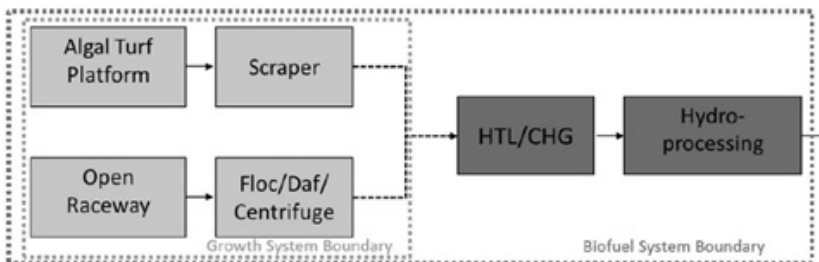 Algal Turf
Platform
Scraper
HTL/CHG
Hydro-
processing
Open
Raceway
Floc/Daf/
Centrifuge
Growth System Boundary
Biofuel System Boundary